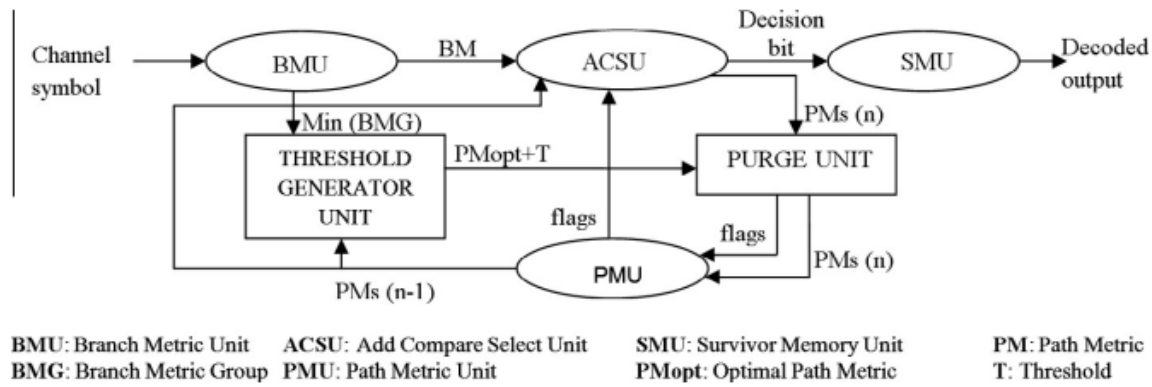 Channel symbol
BMU
BM
ACSU
Decision bit
SMU
Decoded output
Min (BMG)
PMs (n)
THRESHOLD GENERATOR UNIT
PMopt+T
PURGE UNIT
flags
flags
PMs (n)
PMU
PMs (n-1)
BMU: Branch Metric Unit ACSU: Add Compare Select Unit SMU: Survivor Memory Unit PM: Path Metric
BMG: Branch Metric Group PMU: Path Metric Unit PMopt: Optimal Path Metric T: Threshold